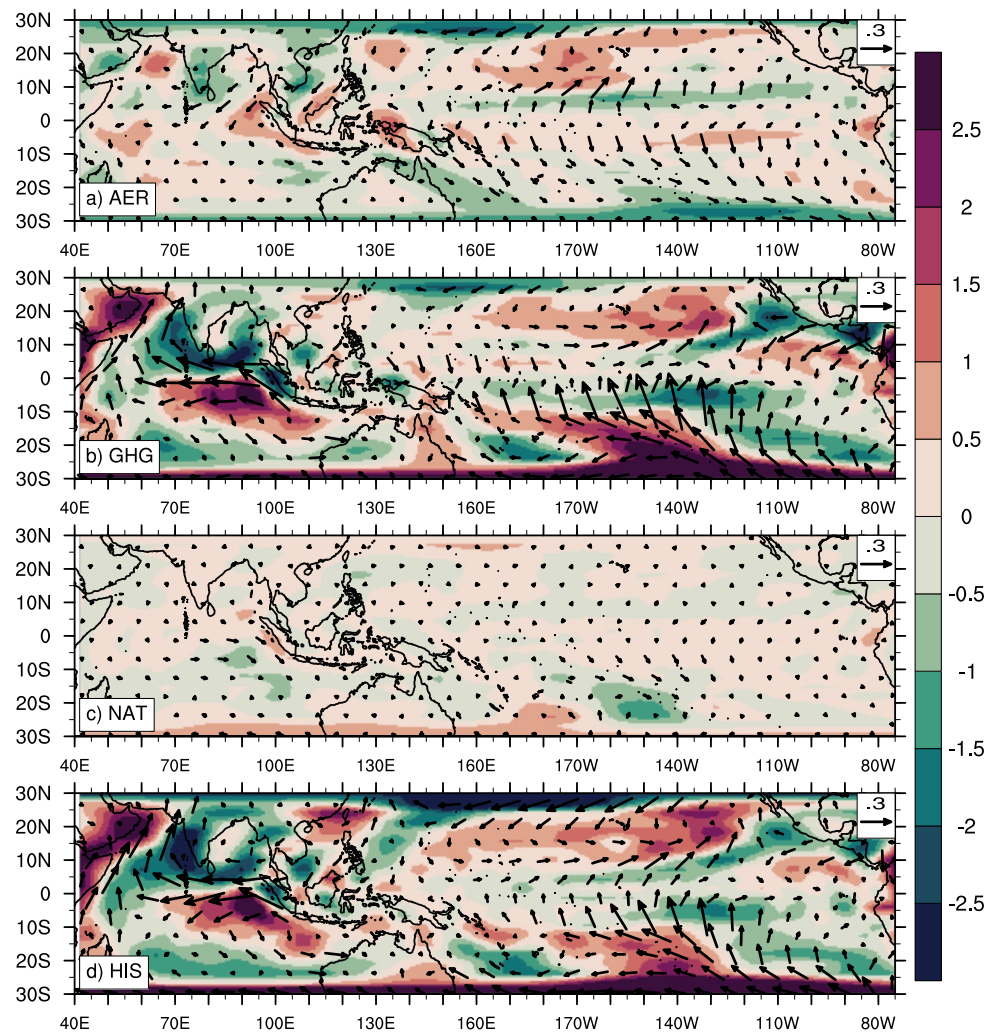 30N
20N
10N
0
10S
20S
30S
.3
a) AER
40E 70E 100E 130E 160E 170W 140W 110W 80W
30N
20N
10N
0
10S
20S
30S
.3
b) GHG
40E 70E 100E 130E 160E 170W 140W 110W 80W
30N
20N
10N
0
10S
20S
30S
.3
c) NAT
40E 70E 100E 130E 160E 170W 140W 110W 80W
30N
20N
10N
0
10S
20S
30S
.3
d) HIS
40E 70E 100E 130E 160E 170W 140W 110W 80W
2.5
2
1.5
1
0.5
0
-0.5
-1
-1.5
-2
-2.5